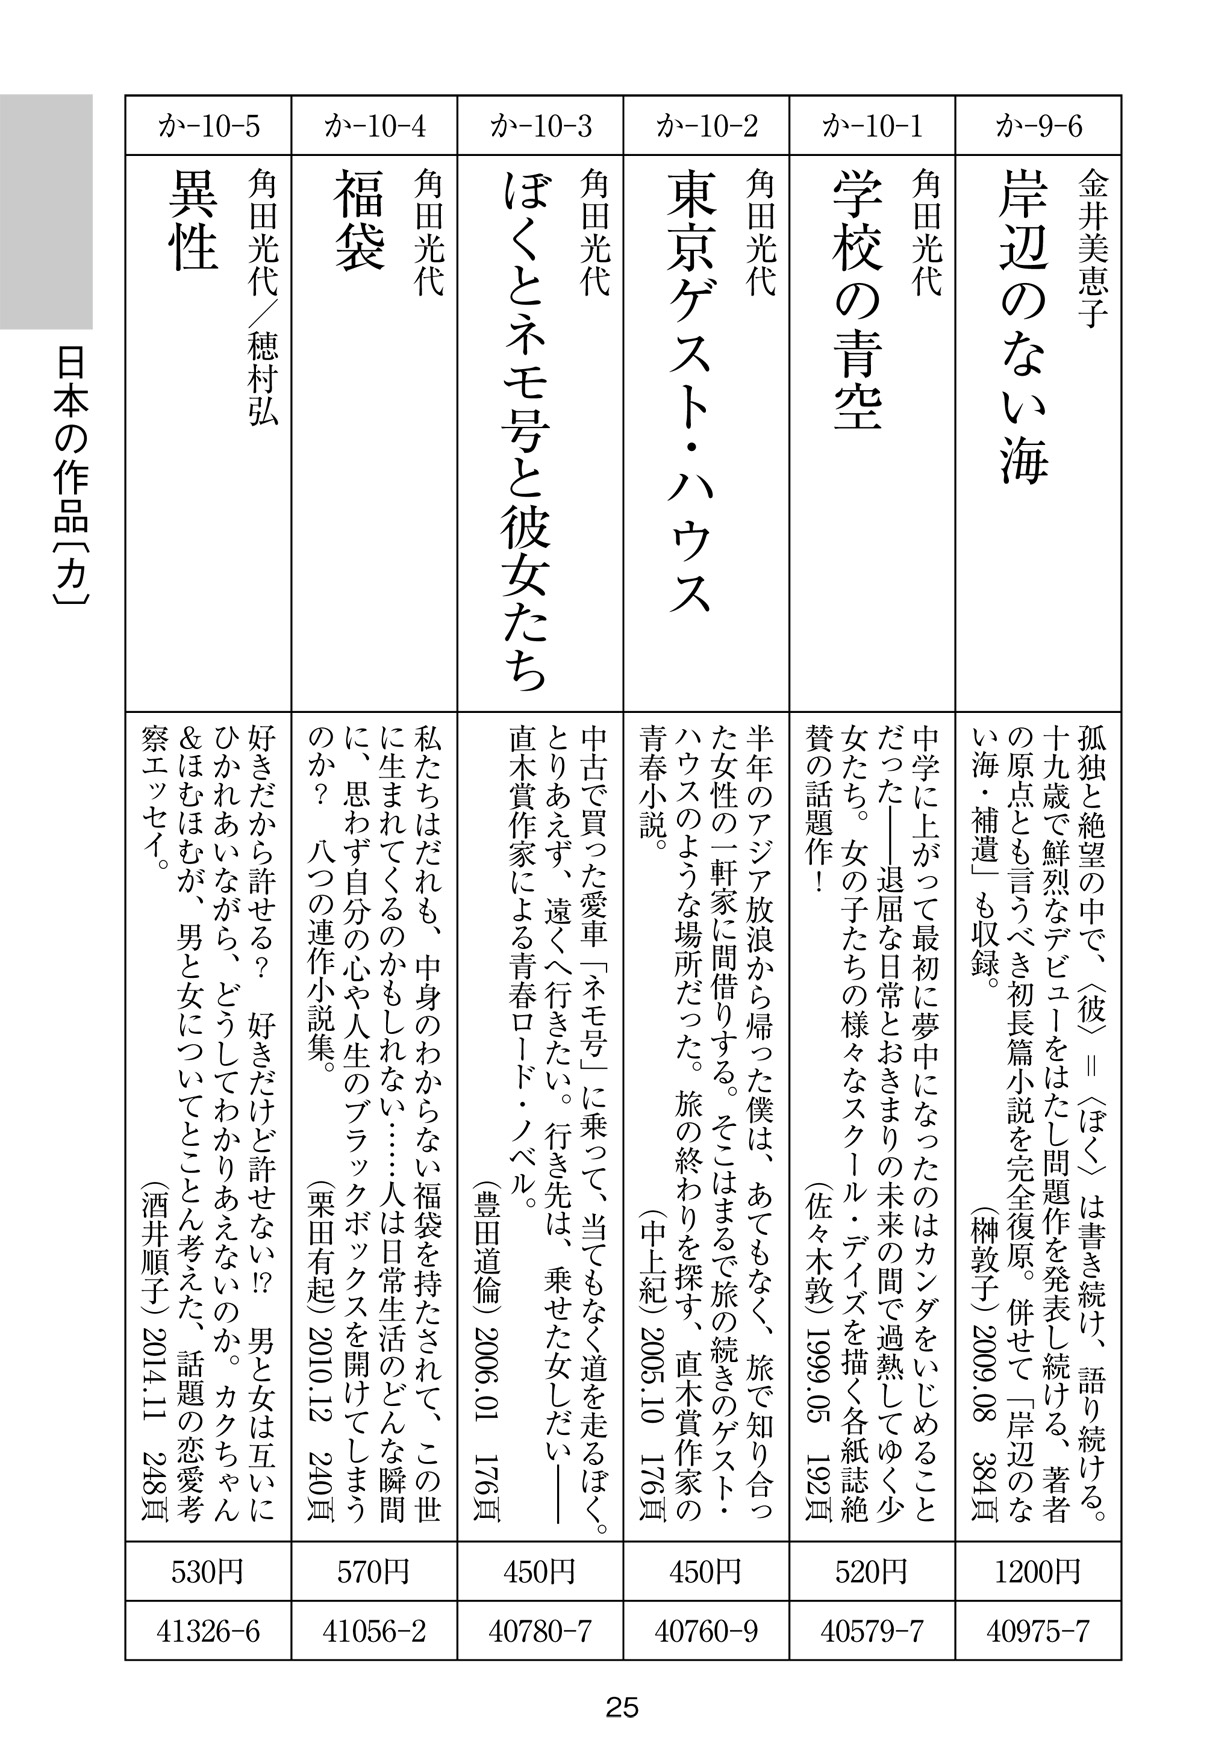 か-9-6
金井美恵子
岸辺のない海
孤独と絶望の中で、〈彼〉＝〈ぼく〉は書き続け、語り続ける。
十九歳で鮮烈なデビューをはたし問題作を発表し続ける、著者
の原点とも言うべき初長篇小説を完全復原。併せて「岸辺のな
い海・補遺」も収録。
（榊敦子）2009.08　384頁
1200円
40975-7
か-10-1
角田光代
学校の青空
中学に上がって最初に夢中になったのはカンダをいじめること
だった――退屈な日常とおきまりの未来の間で過熱してゆく少
女たち。女の子たちの様々なスクール・デイズを描く各紙誌絶
賛の話題作！
（佐々木敦）1999.05　192頁
520円
40579-7
か-10-2
角田光代
東京ゲスト・ハウス
半年のアジア放浪から帰った僕は、あてもなく、旅で知り合っ
た女性の一軒家に間借りする。そこはまるで旅の続きのゲスト・
ハウスのような場所だった。旅の終わりを探す、直木賞作家の
青春小説。
（中上紀）2005.10　176頁
450円
40760-9
か-10-3
角田光代
ぼくとネモ号と彼女たち
中古で買った愛車「ネモ号」に乗って、当てもなく道を走るぼく。
とりあえず、遠くへ行きたい。行き先は、乗せた女しだい――
直木賞作家による青春ロード・ノベル。
（豊田道倫）2006.01　176頁
450円
40780-7
か-10-4
角田光代
福袋
私たちはだれも、中身のわからない福袋を持たされて、この世
に生まれてくるのかもしれない……人は日常生活のどんな瞬間
に、思わず自分の心や人生のブラックボックスを開けてしまう
のか？　八つの連作小説集。
（栗田有起）2010.12　240頁
570円
41056-2
か-10-5
角田光代／穂村弘
異性
好きだから許せる？　好きだけど許せない!?　男と女は互いに
ひかれあいながら、どうしてわかりあえないのか。カクちゃん
＆ほむほむが、男と女についてとことん考えた、話題の恋愛考
察エッセイ。
（酒井順子）2014.11　248頁
530円
41326-6
日本の作品〔カ〕
25